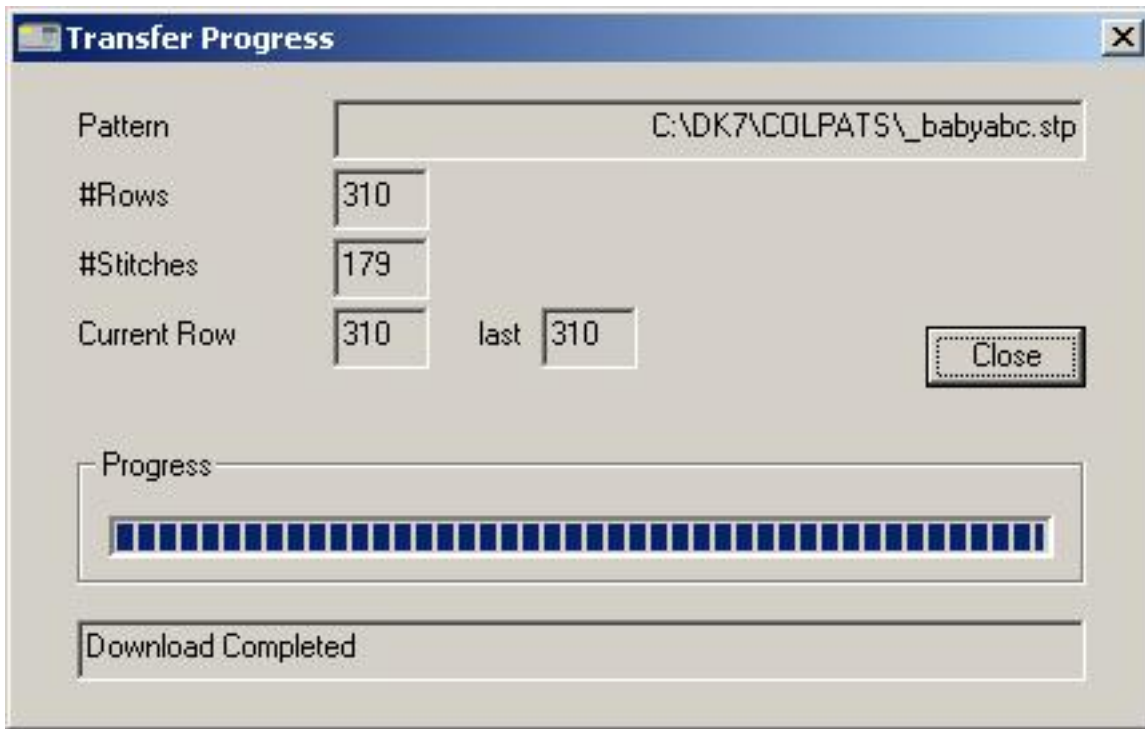 Transfer Progress
Pattern C:\DK7\COLPATS\_babyabc.stp
#Rows 310
#Stitches 179
Current Row 310 last 310
Close
Progress
Download Completed